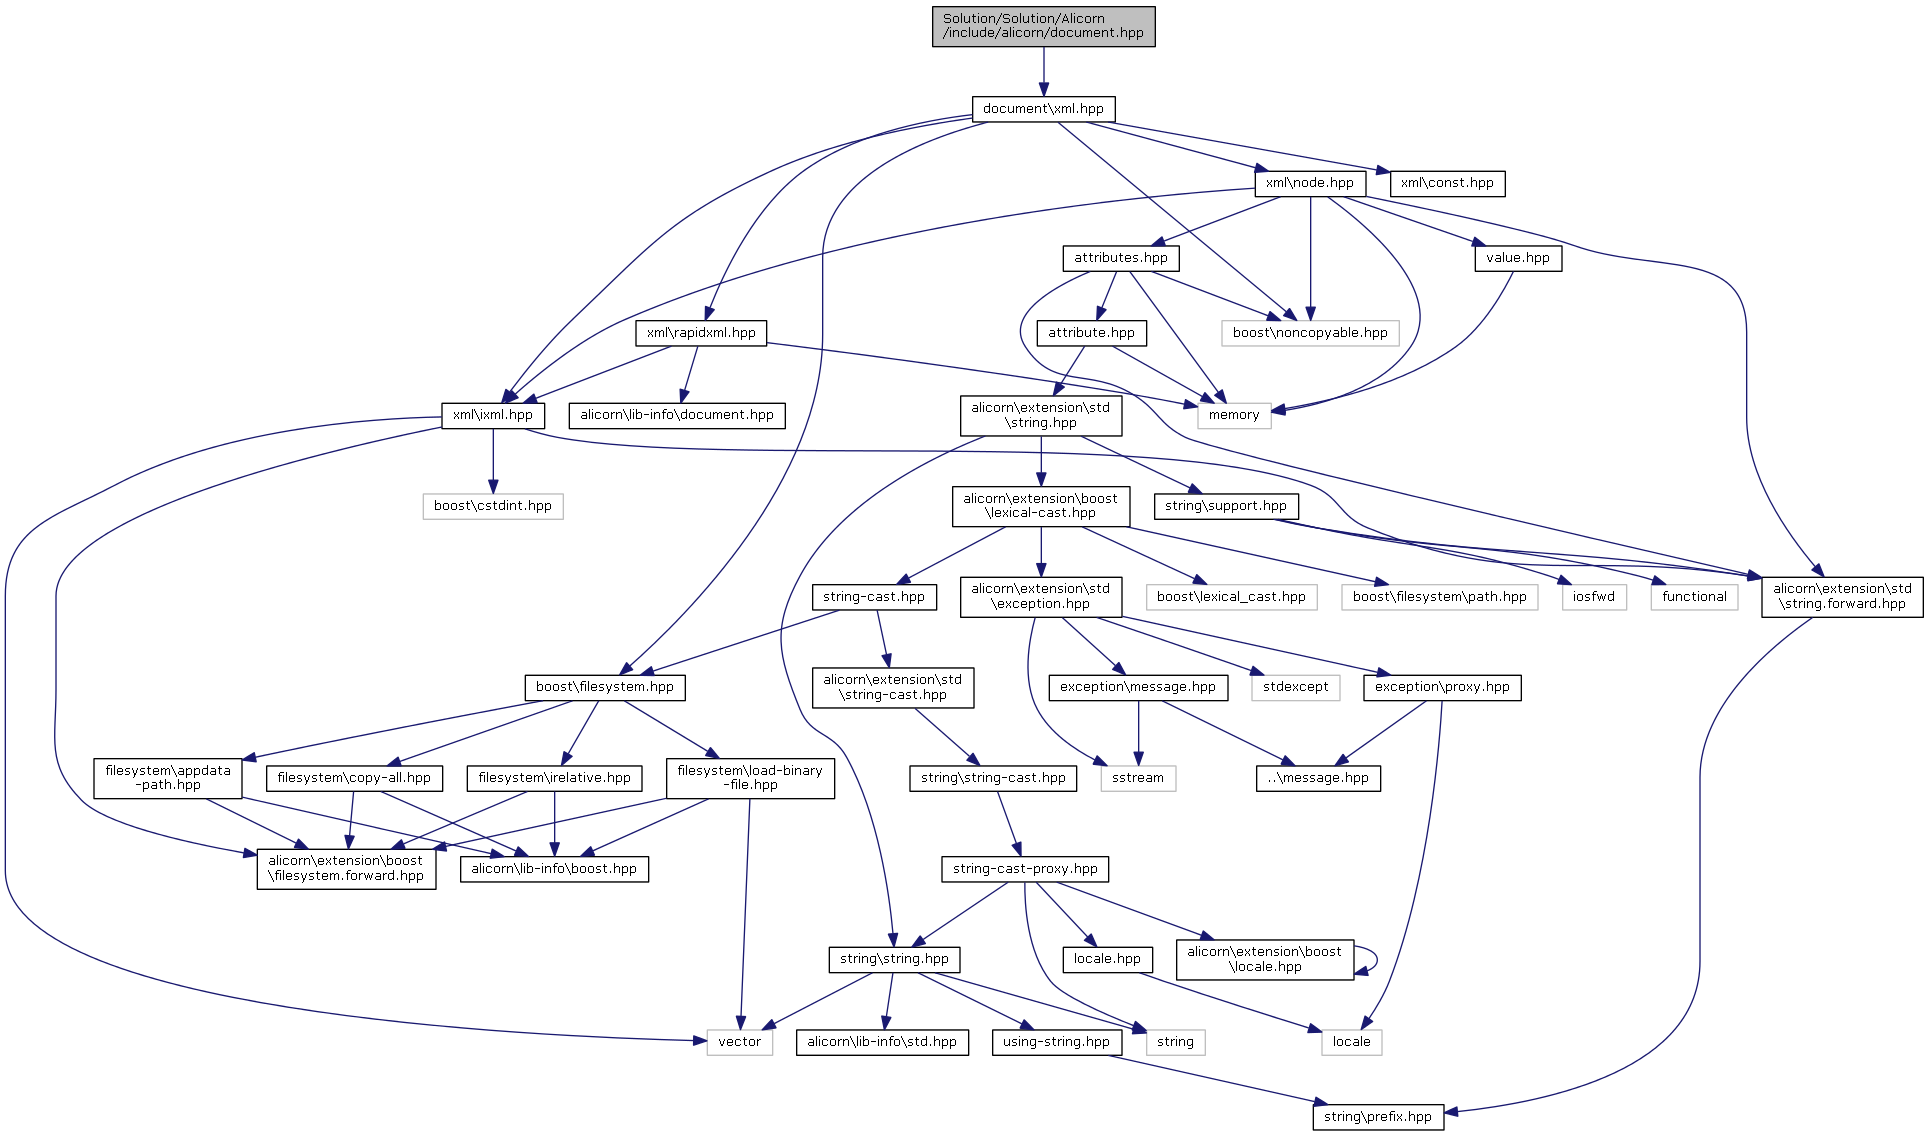 Solution/Solution/Alicorn
/include/alicorn/document.hpp
document\xml.hpp
xml\node.hpp
xml\const.hpp
attributes.hpp
value.hpp
xml\rapidxml.hpp
attribute.hpp
boost\noncopyable.hpp
xml\ixml.hpp
alicorn\lib-info\document.hpp
alicorn\extension\std
\string.hpp
memory
boost\cstdint.hpp
alicorn\extension\boost
\lexical-cast.hpp
string\support.hpp
string-cast.hpp
alicorn\extension\std
\exception.hpp
boost\lexical_cast.hpp
boost\filesystem\path.hpp
iosfwd
functional
alicorn\extension\std
\string.forward.hpp
boost\filesystem.hpp
alicorn\extension\std
\string-cast.hpp
exception\message.hpp
stdexcept
exception\proxy.hpp
filesystem\appdata
-path.hpp
filesystem\copy-all.hpp
filesystem\irelative.hpp
filesystem\load-binary
-file.hpp
string\string-cast.hpp
sstream
..\message.hpp
alicorn\extension\boost
\filesystem.forward.hpp
alicorn\lib-info\boost.hpp
string-cast-proxy.hpp
string\string.hpp
locale.hpp
alicorn\extension\boost
\locale.hpp
vector
alicorn\lib-info\std.hpp
using-string.hpp
string
locale
string\prefix.hpp